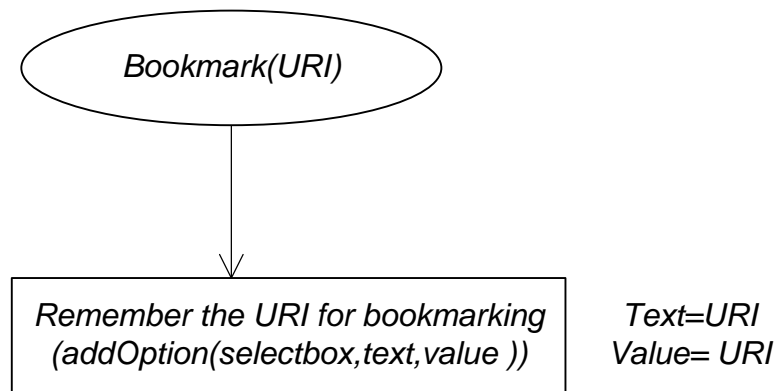 Bookmark(URI)
Remember the URI for bookmarking
(addOption(selectbox,text,value ))
Text=URI
Value= URI